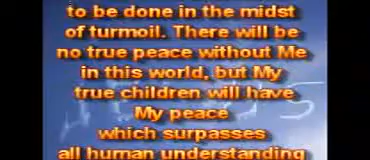 to be done in the midst
of turmoil. There will be
no true peace without Me
in this world, but My
true children will have
My peace
which surpasses
all human understanding